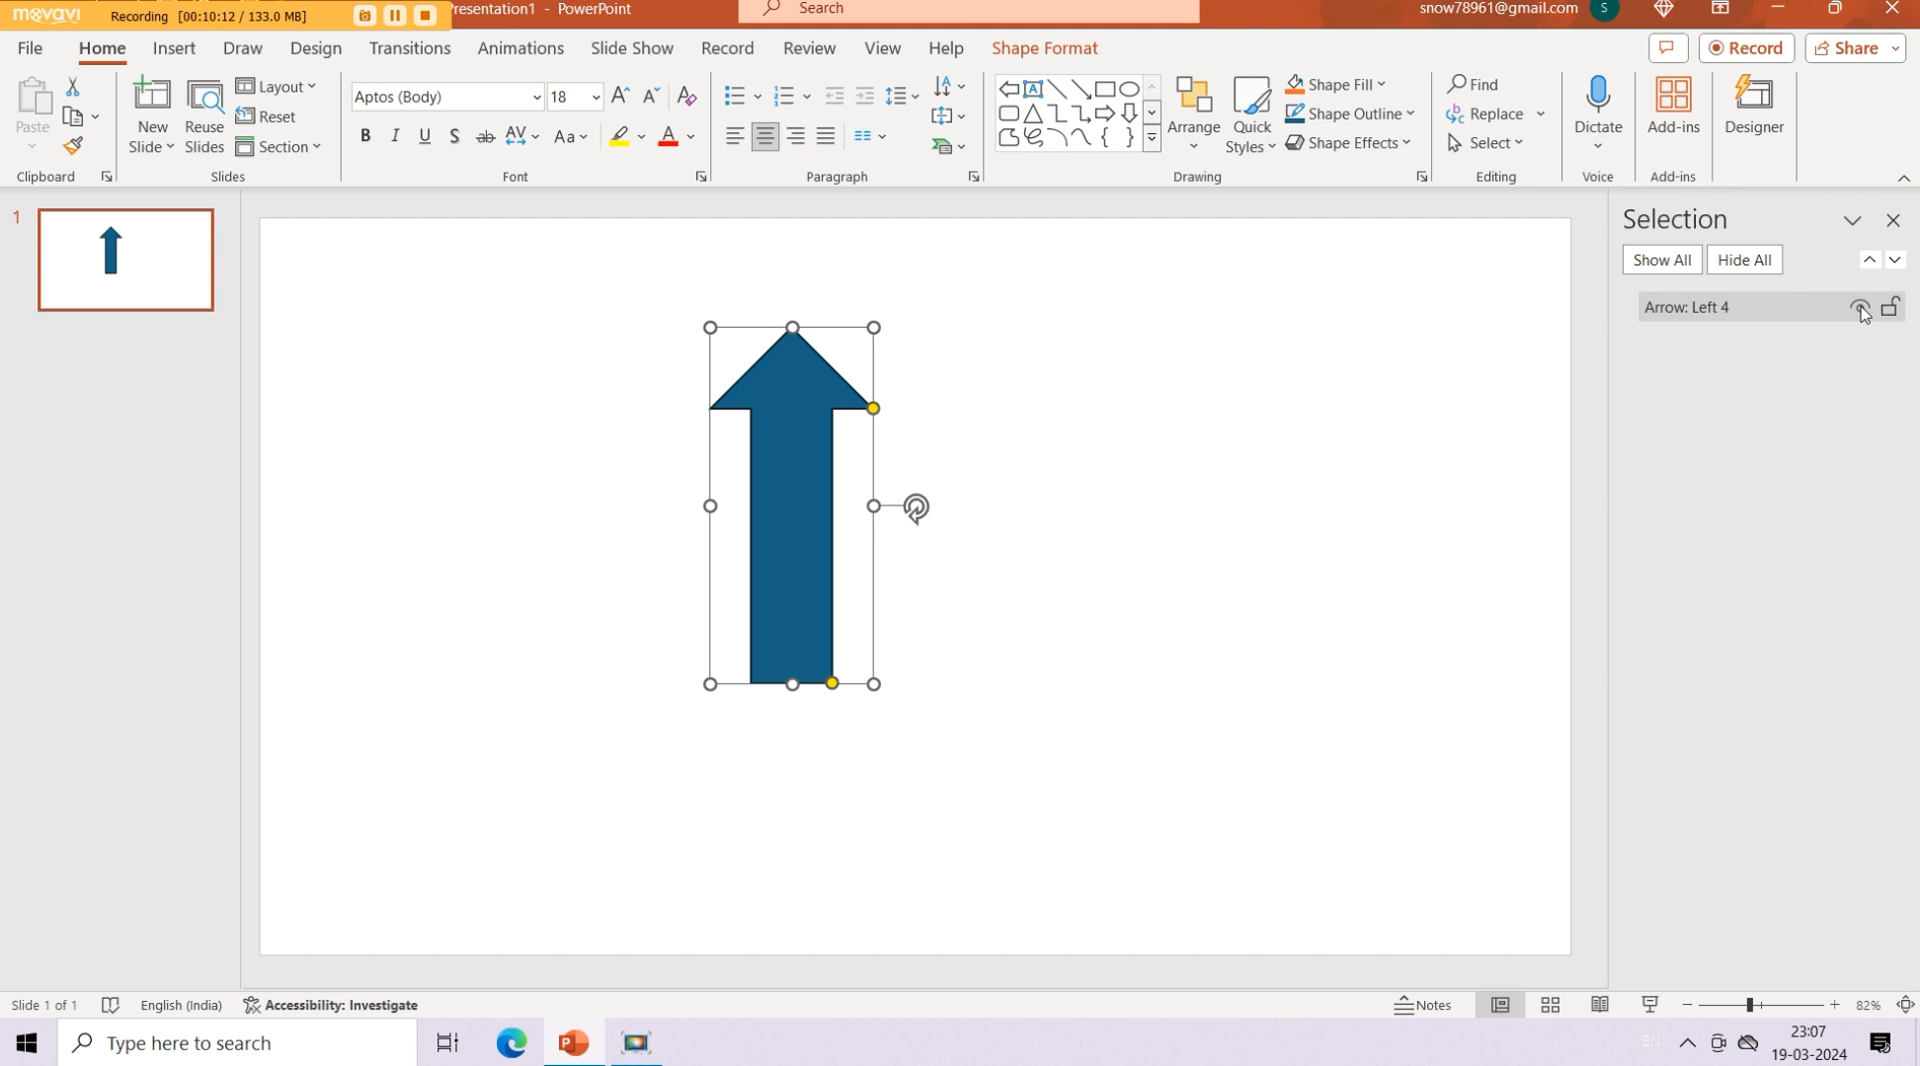 movavi Recording [00:10:12 / 133.0 MB] resentation1 - PowerPoint Search snow78961@gmail.com S
File Home Insert Draw Design Transitions Animations Slide Show Record Review View Help Shape Format Record Share
Paste New Slide Reuse Slides Layout Reset Section
Aptos (Body) 18
B I U S ab AV Aa A
Arrange Quick Styles Shape Fill Shape Outline Shape Effects
Find Replace Select
Dictate Add-ins Designer
Clipboard Slides Font Paragraph Drawing Editing Voice Add-ins
1
Selection
Show All Hide All
Arrow: Left 4
Slide 1 of 1 English (India) Accessibility: Investigate Notes 82%
Type here to search EN 23:07
19-03-2024